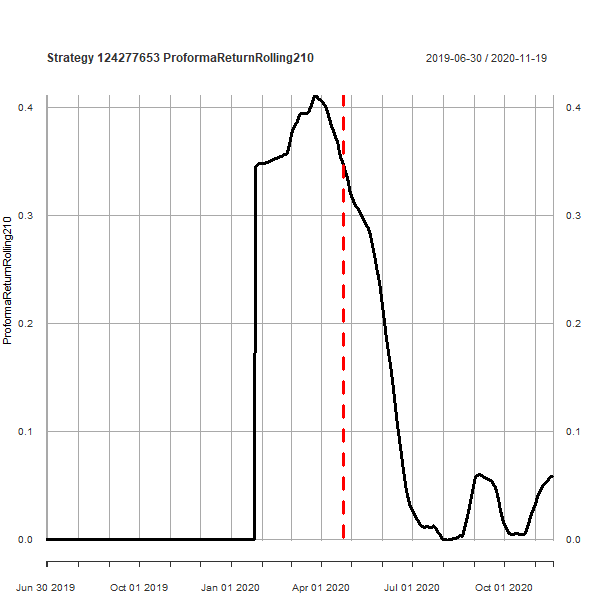 Strategy 124277653 ProformaReturnRolling210
2019-06-30 / 2020-11-19
ProformaReturnRolling210
0.4
0.3
0.2
0.1
0.0
0.4
0.3
0.2
0.1
0.0
Jun 30 2019
Oct 01 2019
Jan 01 2020
Apr 01 2020
Jul 01 2020
Oct 01 2020